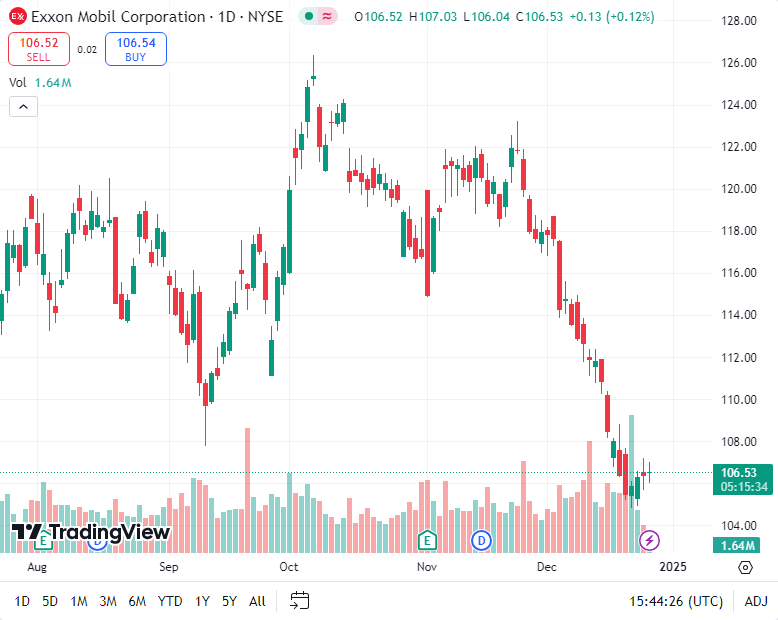 Exxon Mobil Corporation · 1D · NYSE O106.52 H107.03 L106.04 C106.53 +0.13 (+0.12%)
106.52 0.02 106.54
SELL BUY
Vol 1.64M
128.00
126.00
124.00
122.00
120.00
118.00
116.00
114.00
112.00
110.00
108.00
106.53
05:15:34
104.00
1.64M
TradingView
E D E D
Aug Sep Oct Nov Dec 2025
1D 5D 1M 3M 6M YTD 1Y 5Y All 15:44:26 (UTC) ADJ